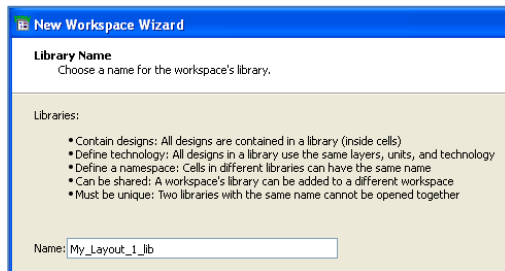 New Workspace Wizard
Library Name
Choose a name for the workspace's library.
Libraries:
• Contain designs: All designs are contained in a library (inside cells)
• Define technology: All designs in a library use the same layers, units, and technology
• Define a namespace: Cells in different libraries can have the same name
• Can be shared: A workspace's library can be added to a different workspace
• Must be unique: Two libraries with the same name cannot be opened together
Name: My_Layout_1_lib